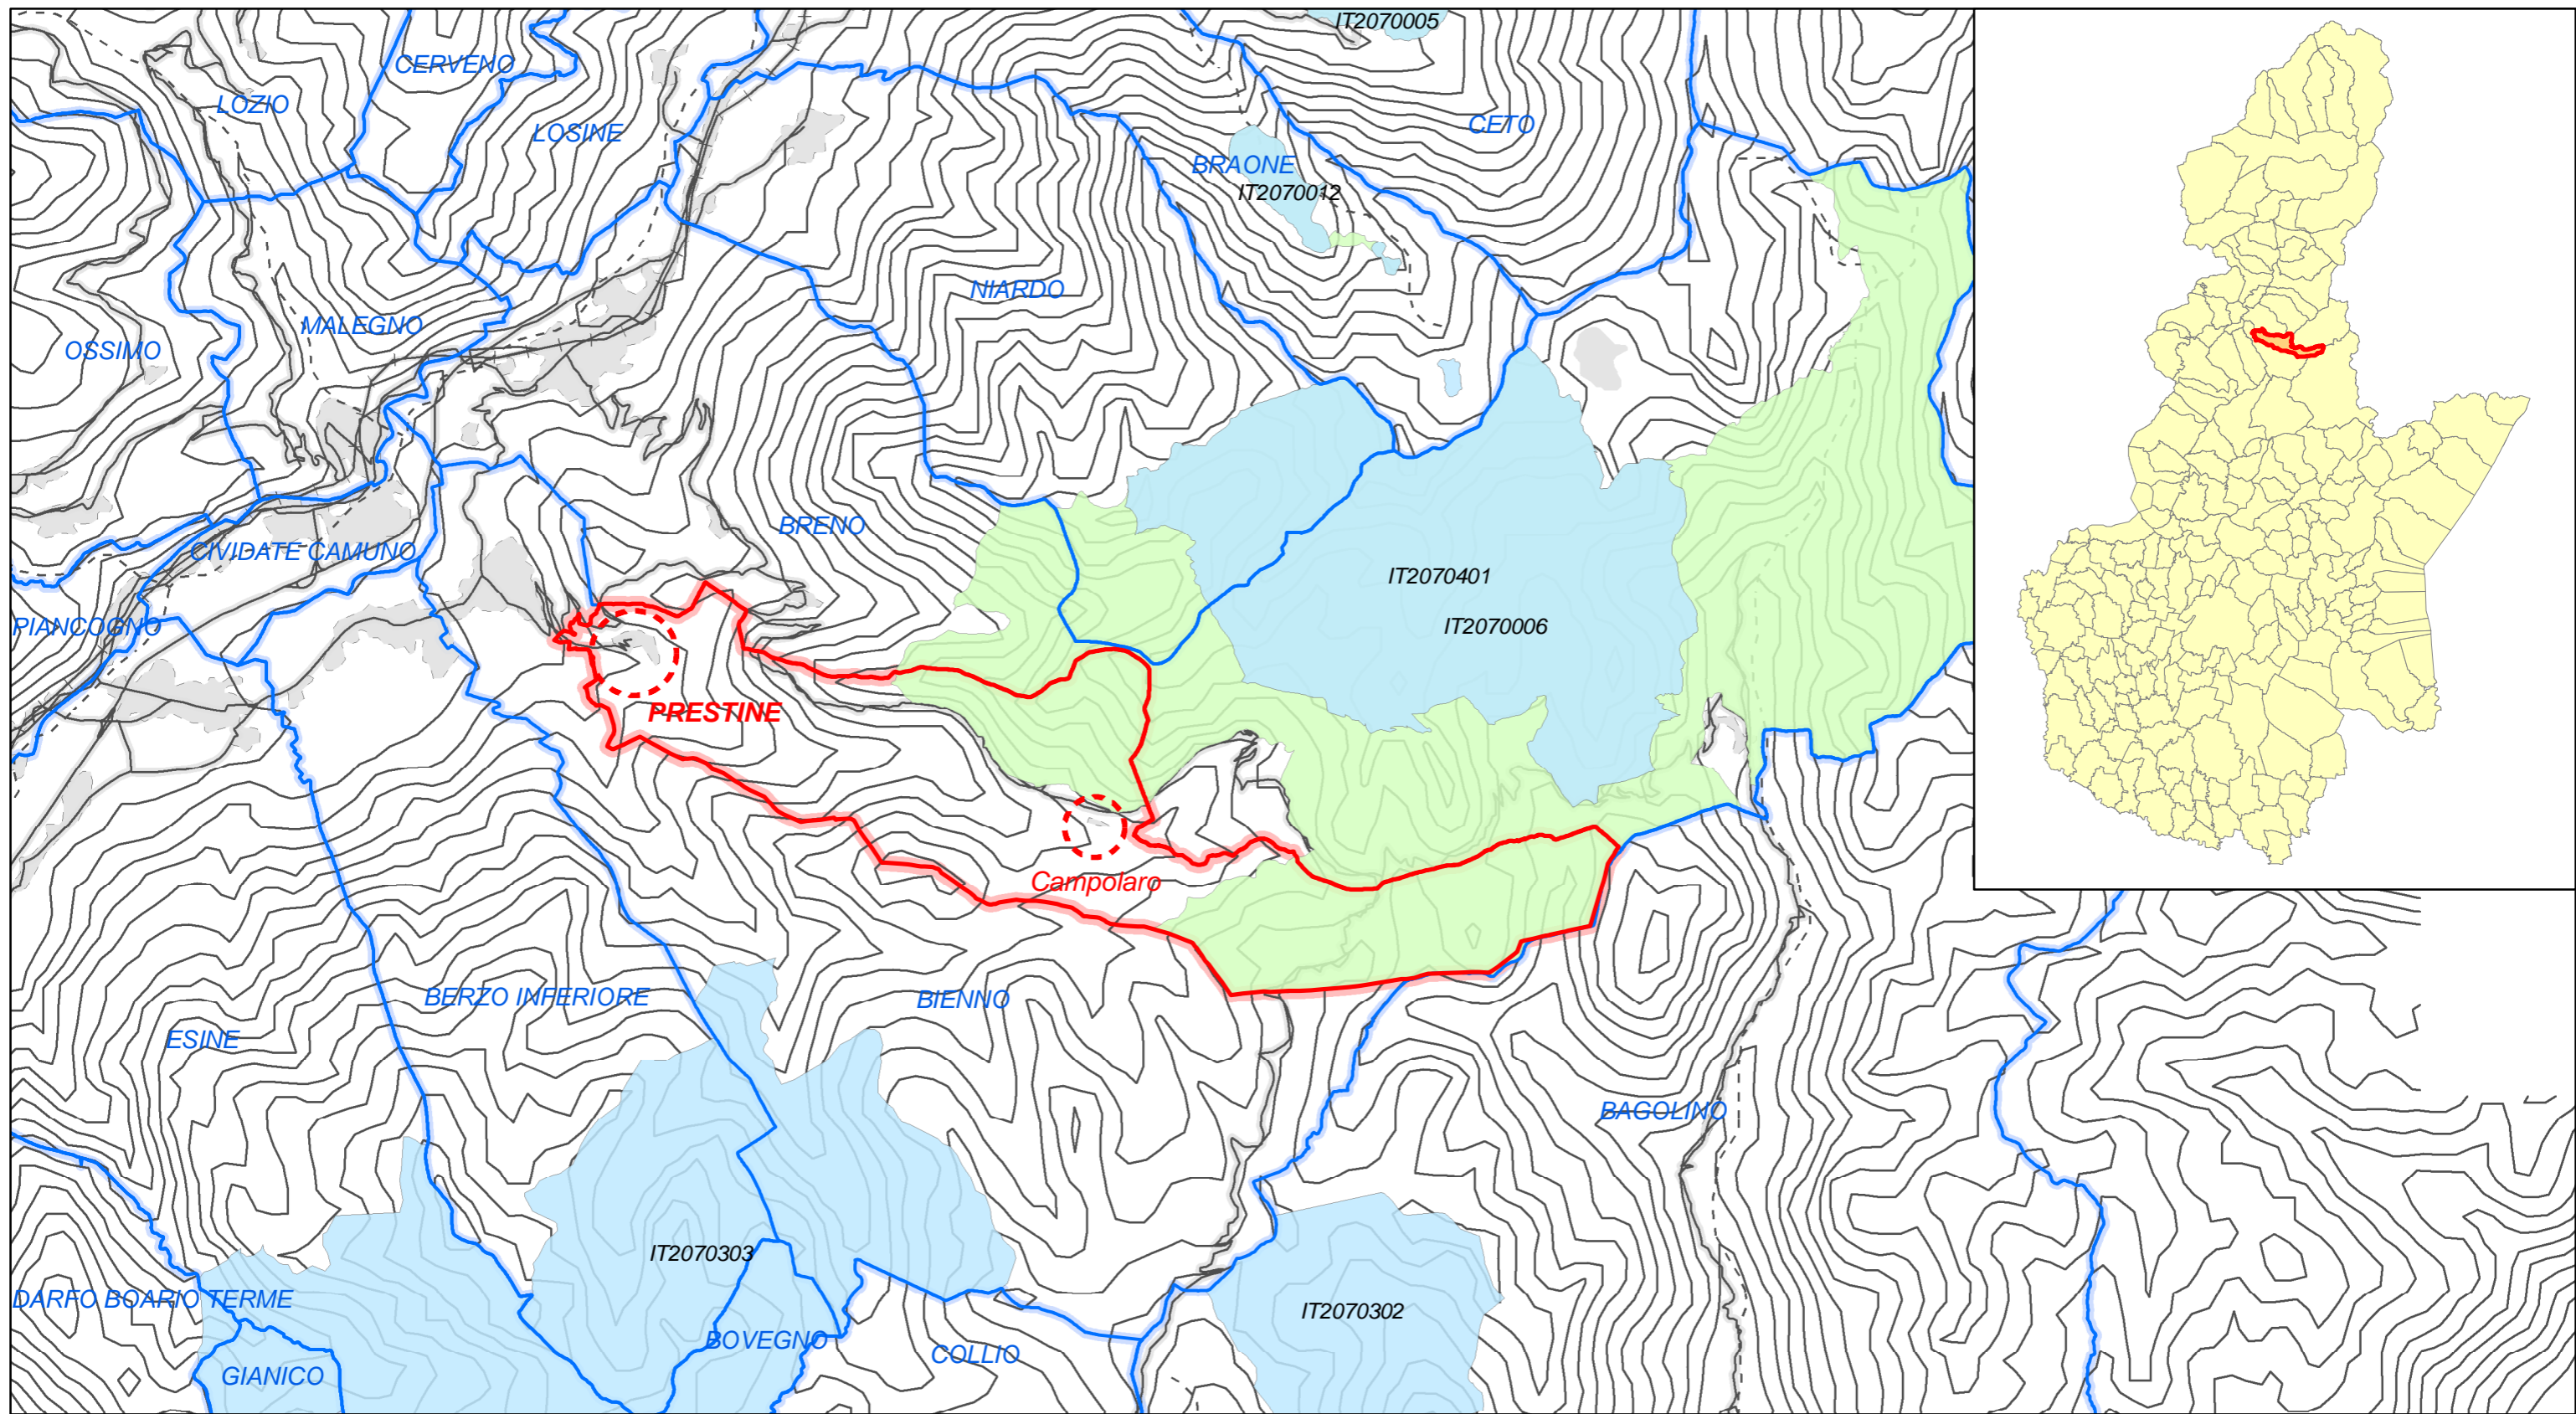 IT2070005
CERVENO
LOZIO
LOSINE
CETO
BRAONE
IT2070012
NIARDO
MALEGNO
OSSIMO
BRENO
CIVIDATE CAMUNO
IT2070401
IT2070006
PIANCOGNO
PRESTINE
Campolaro
BERZO INFERIORE
BIENNO
ESINE
BAGOLINO
IT2070303
DARFO BOARIO TERME
IT2070302
BOVEGNO
COLLIO
GIANICO